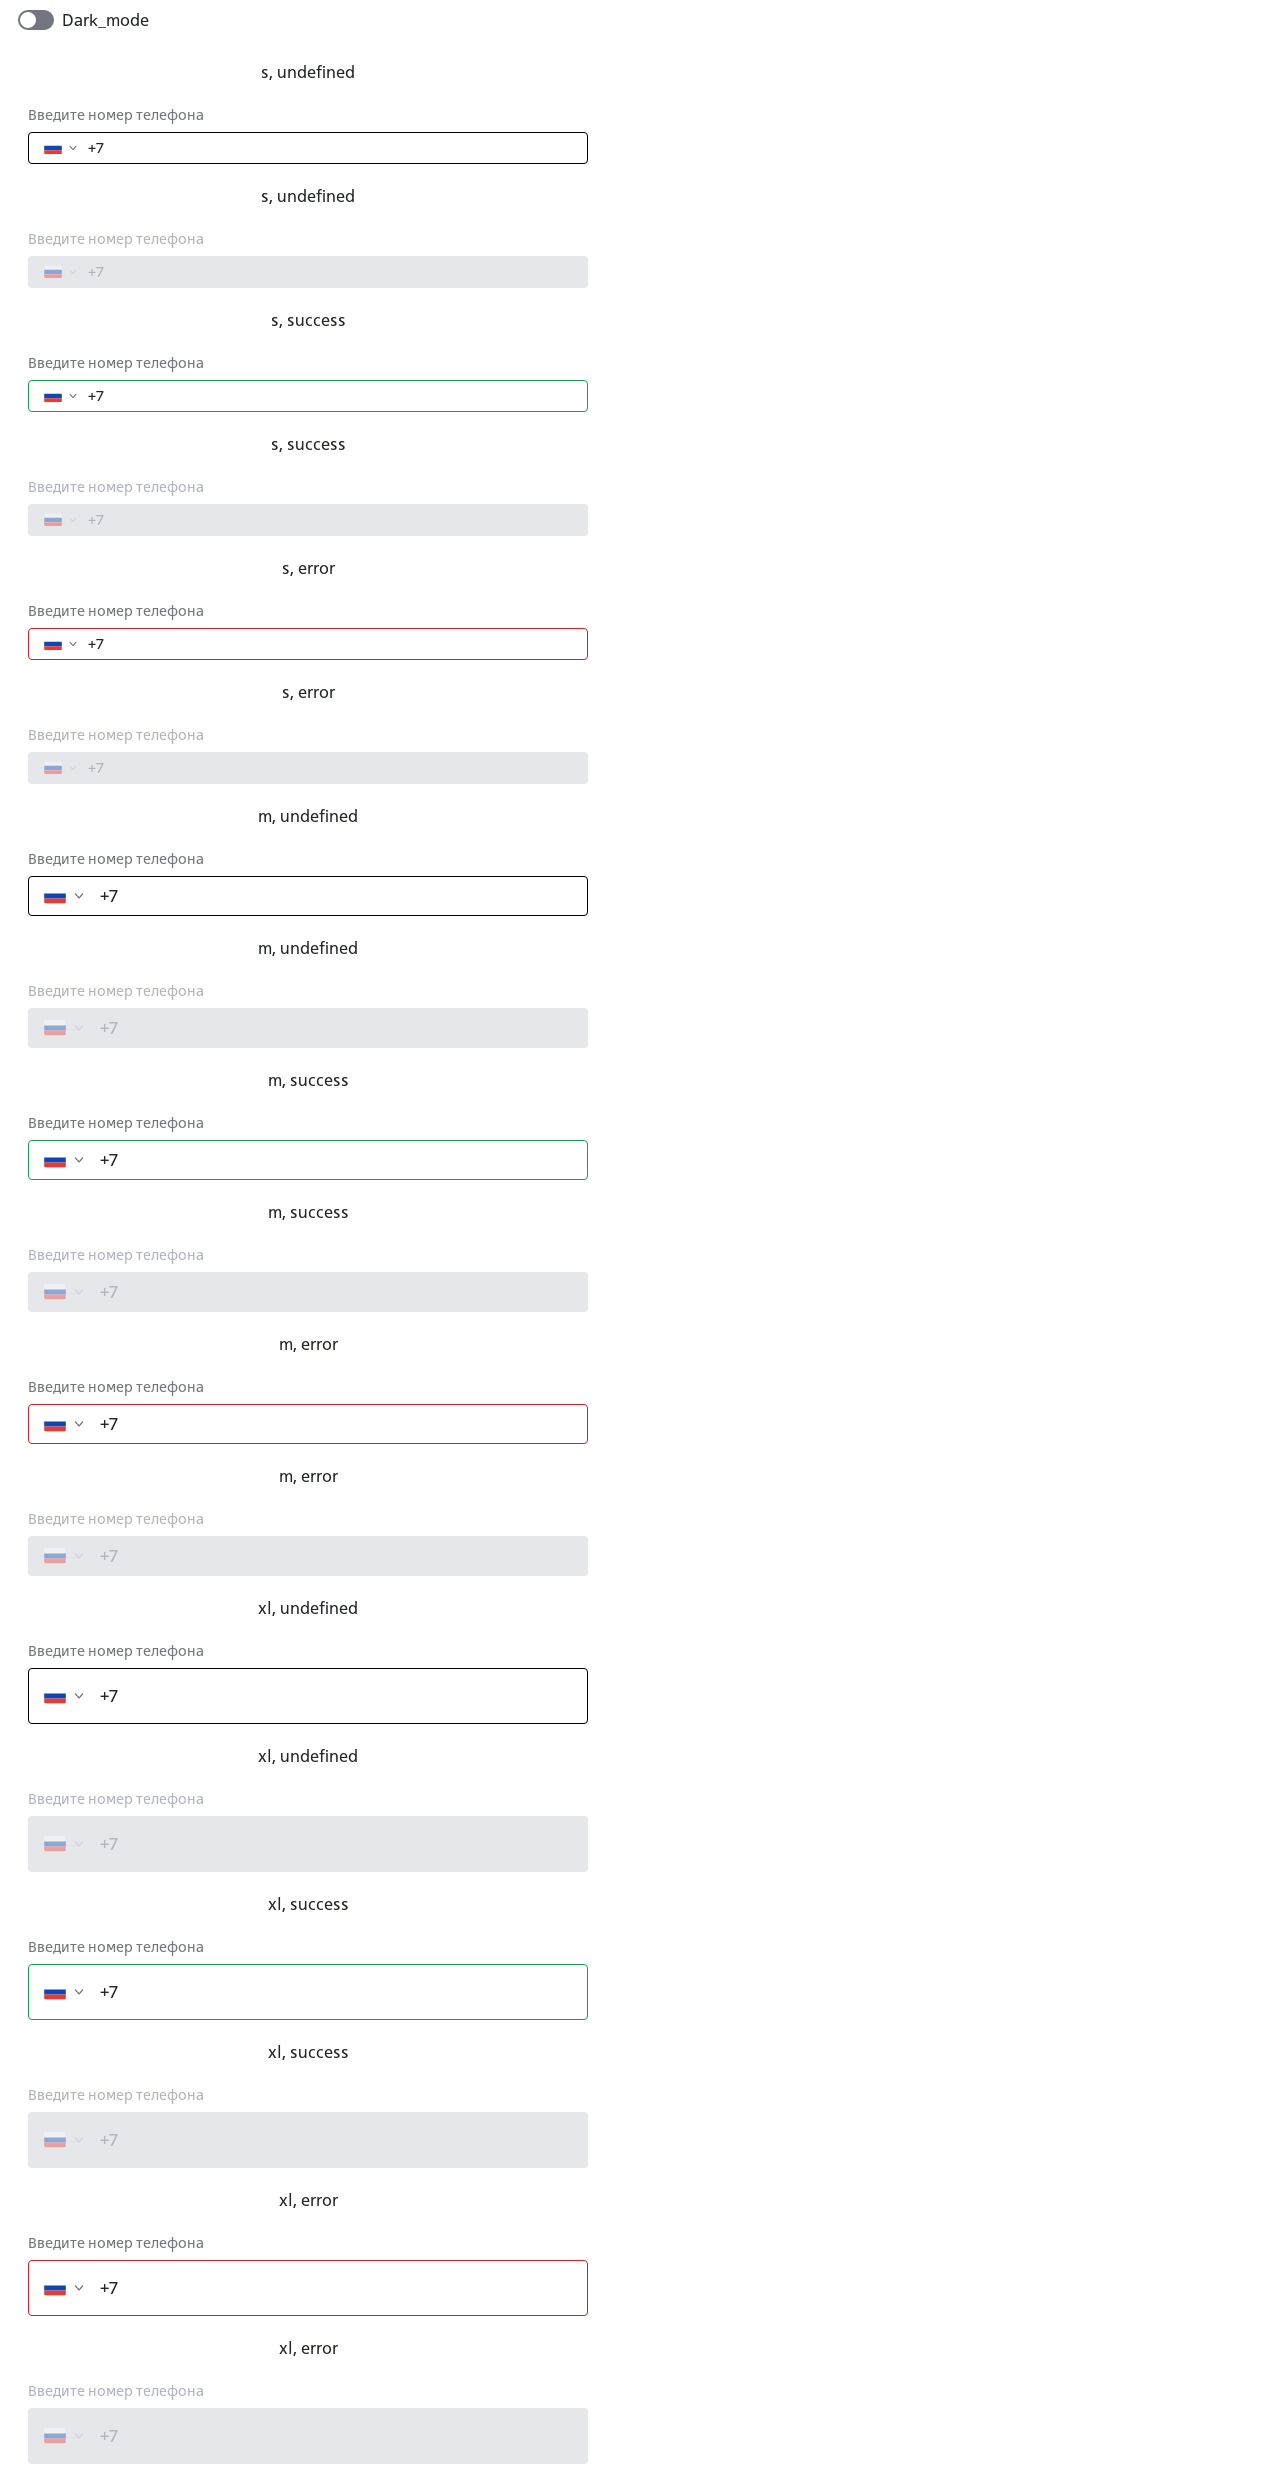 Dark_mode
s, undefined
Введите номер телефона
+7
s, undefined
Введите номер телефона
+7
s, success
Введите номер телефона
+7
s, success
Введите номер телефона
+7
s, error
Введите номер телефона
+7
s, error
Введите номер телефона
+7
m, undefined
Введите номер телефона
+7
m, undefined
Введите номер телефона
+7
m, success
Введите номер телефона
+7
m, success
Введите номер телефона
+7
m, error
Введите номер телефона
+7
m, error
Введите номер телефона
+7
xl, undefined
Введите номер телефона
+7
xl, undefined
Введите номер телефона
+7
xl, success
Введите номер телефона
+7
xl, success
Введите номер телефона
+7
xl, error
Введите номер телефона
+7
xl, error
Введите номер телефона
+7